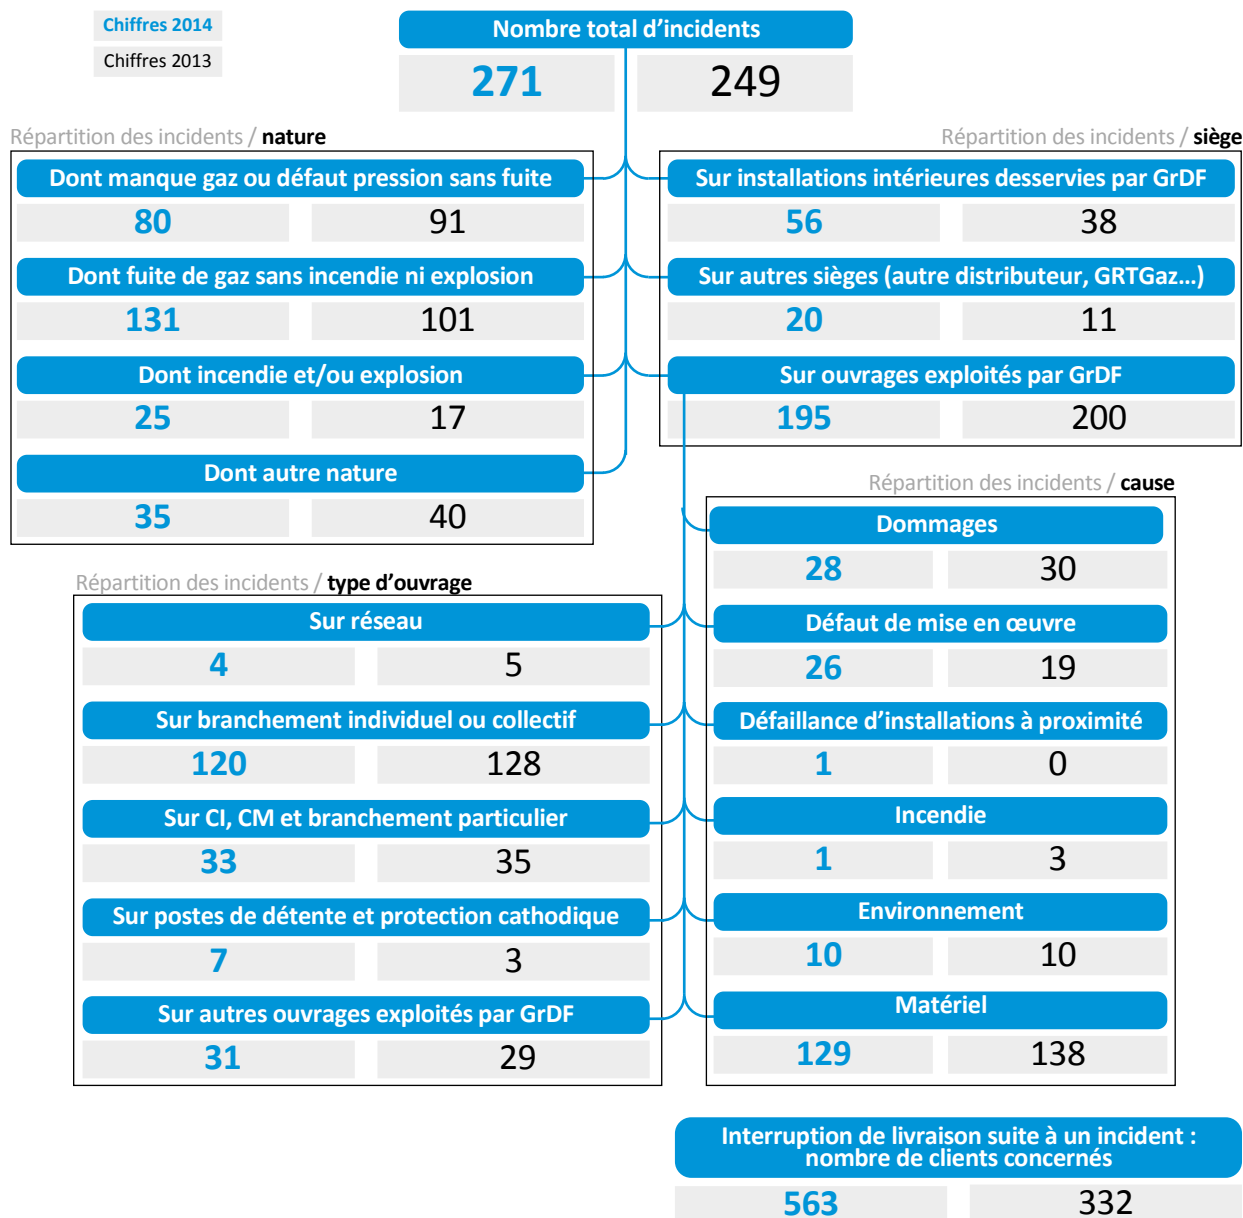 Chiffres 2014
Chiffres 2013
Nombre total d’incidents
271 249
Répartition des incidents / nature
Dont manque gaz ou défaut pression sans fuite
80 91
Dont fuite de gaz sans incendie ni explosion
131 101
Dont incendie et/ou explosion
25 17
Dont autre nature
35 40
Répartition des incidents / siège
Sur installations intérieures desservies par GrDF
56 38
Sur autres sièges (autre distributeur, GRTGaz...)
20 11
Sur ouvrages exploités par GrDF
195 200
Répartition des incidents / type d’ouvrage
Sur réseau
4 5
Sur branchement individuel ou collectif
120 128
Sur CI, CM et branchement particulier
33 35
Sur postes de détente et protection cathodique
7 3
Sur autres ouvrages exploités par GrDF
31 29
Répartition des incidents / cause
Dommages
28 30
Défaut de mise en œuvre
26 19
Défaillance d’installations à proximité
1 0
Incendie
1 3
Environnement
10 10
Matériel
129 138
Interruption de livraison suite à un incident :
nombre de clients concernés
563 332